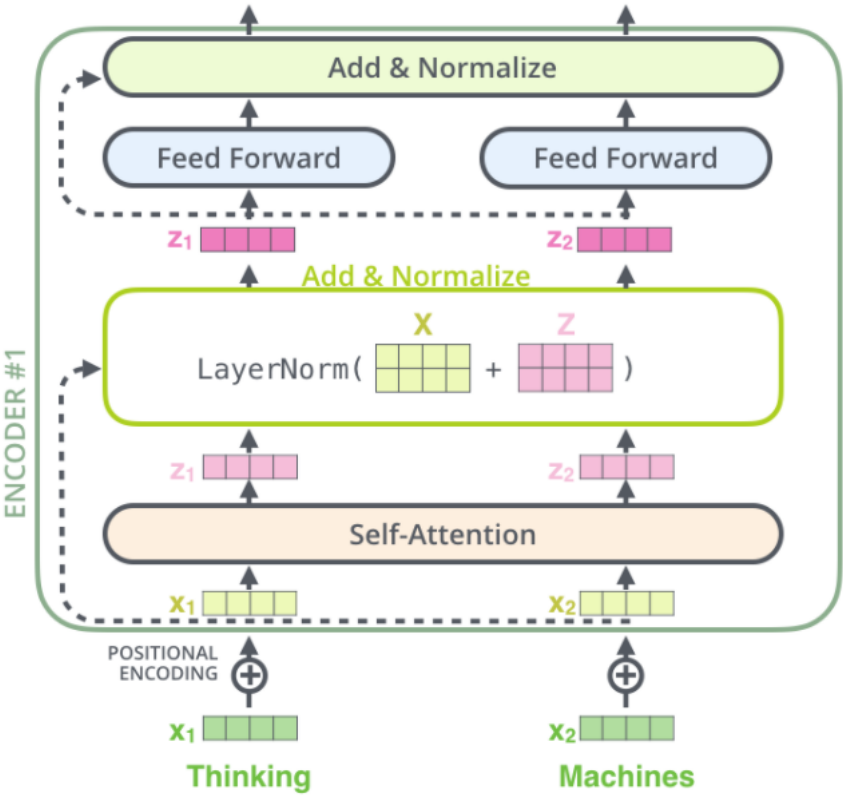 Add & Normalize
Feed Forward
Feed Forward
z1
z2
Add & Normalize
X
Z
LayerNorm( + )
ENCODER #1
z1
z2
Self-Attention
x1
x2
POSITIONAL
ENCODING
x1
x2
Thinking
Machines